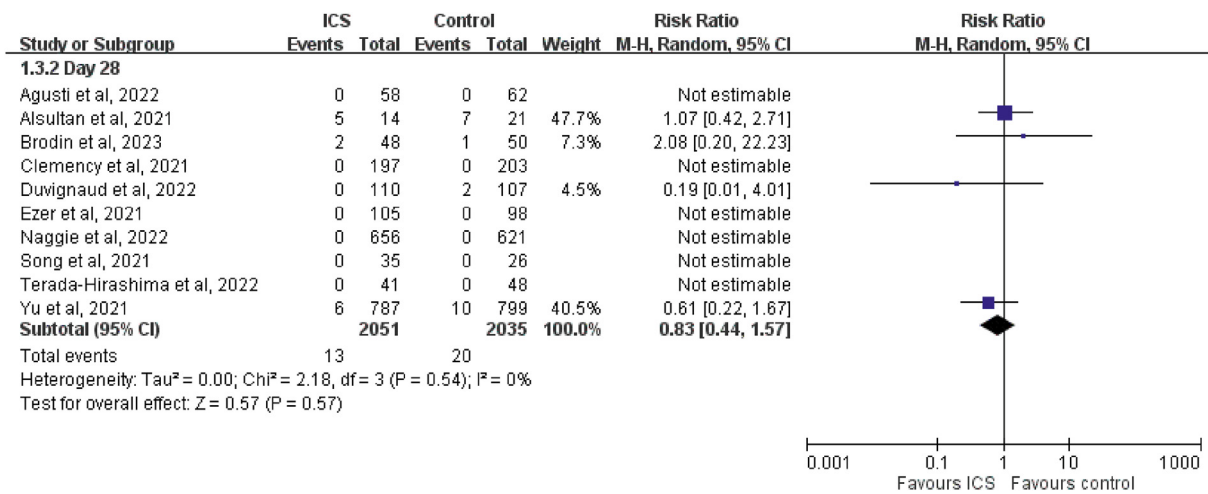 ICS Control Risk Ratio Risk Ratio
Study or Subgroup Events Total Events Total Weight M-H, Random, 95% CI M-H, Random, 95% CI
1.3.2 Day 28
Agusti et al, 2022 0 58 0 62 Not estimable
Alsultan et al, 2021 5 14 7 21 47.7% 1.07 [0.42, 2.71]
Brodin et al, 2023 2 48 1 50 7.3% 2.08 [0.20, 22.23]
Clemency et al, 2021 0 197 0 203 Not estimable
Duvignaud et al, 2022 0 110 2 107 4.5% 0.19 [0.01, 4.01]
Ezer et al, 2021 0 105 0 98 Not estimable
Naggie et al, 2022 0 656 0 621 Not estimable
Song et al, 2021 0 35 0 26 Not estimable
Terada-Hirashima et al, 2022 0 41 0 48 Not estimable
Yu et al, 2021 6 787 10 799 40.5% 0.61 [0.22, 1.67]
Subtotal (95% CI) 2051 2035 100.0% 0.83 [0.44, 1.57]
Total events 13 20
Heterogeneity: Tau² = 0.00; Chi² = 2.18, df = 3 (P = 0.54); I² = 0%
Test for overall effect: Z = 0.57 (P = 0.57)
0.001 0.1 1 10 1000
Favours ICS Favours control